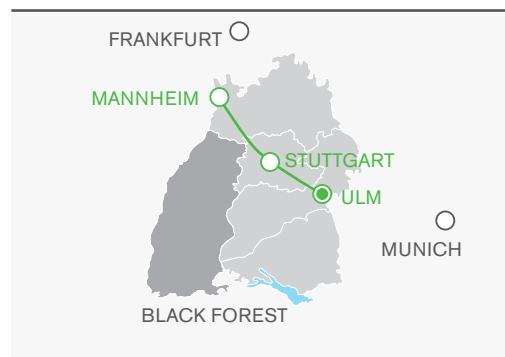 FRANKFURT
MANNHEIM
STUTTGART
ULM
MUNICH
BLACK FOREST